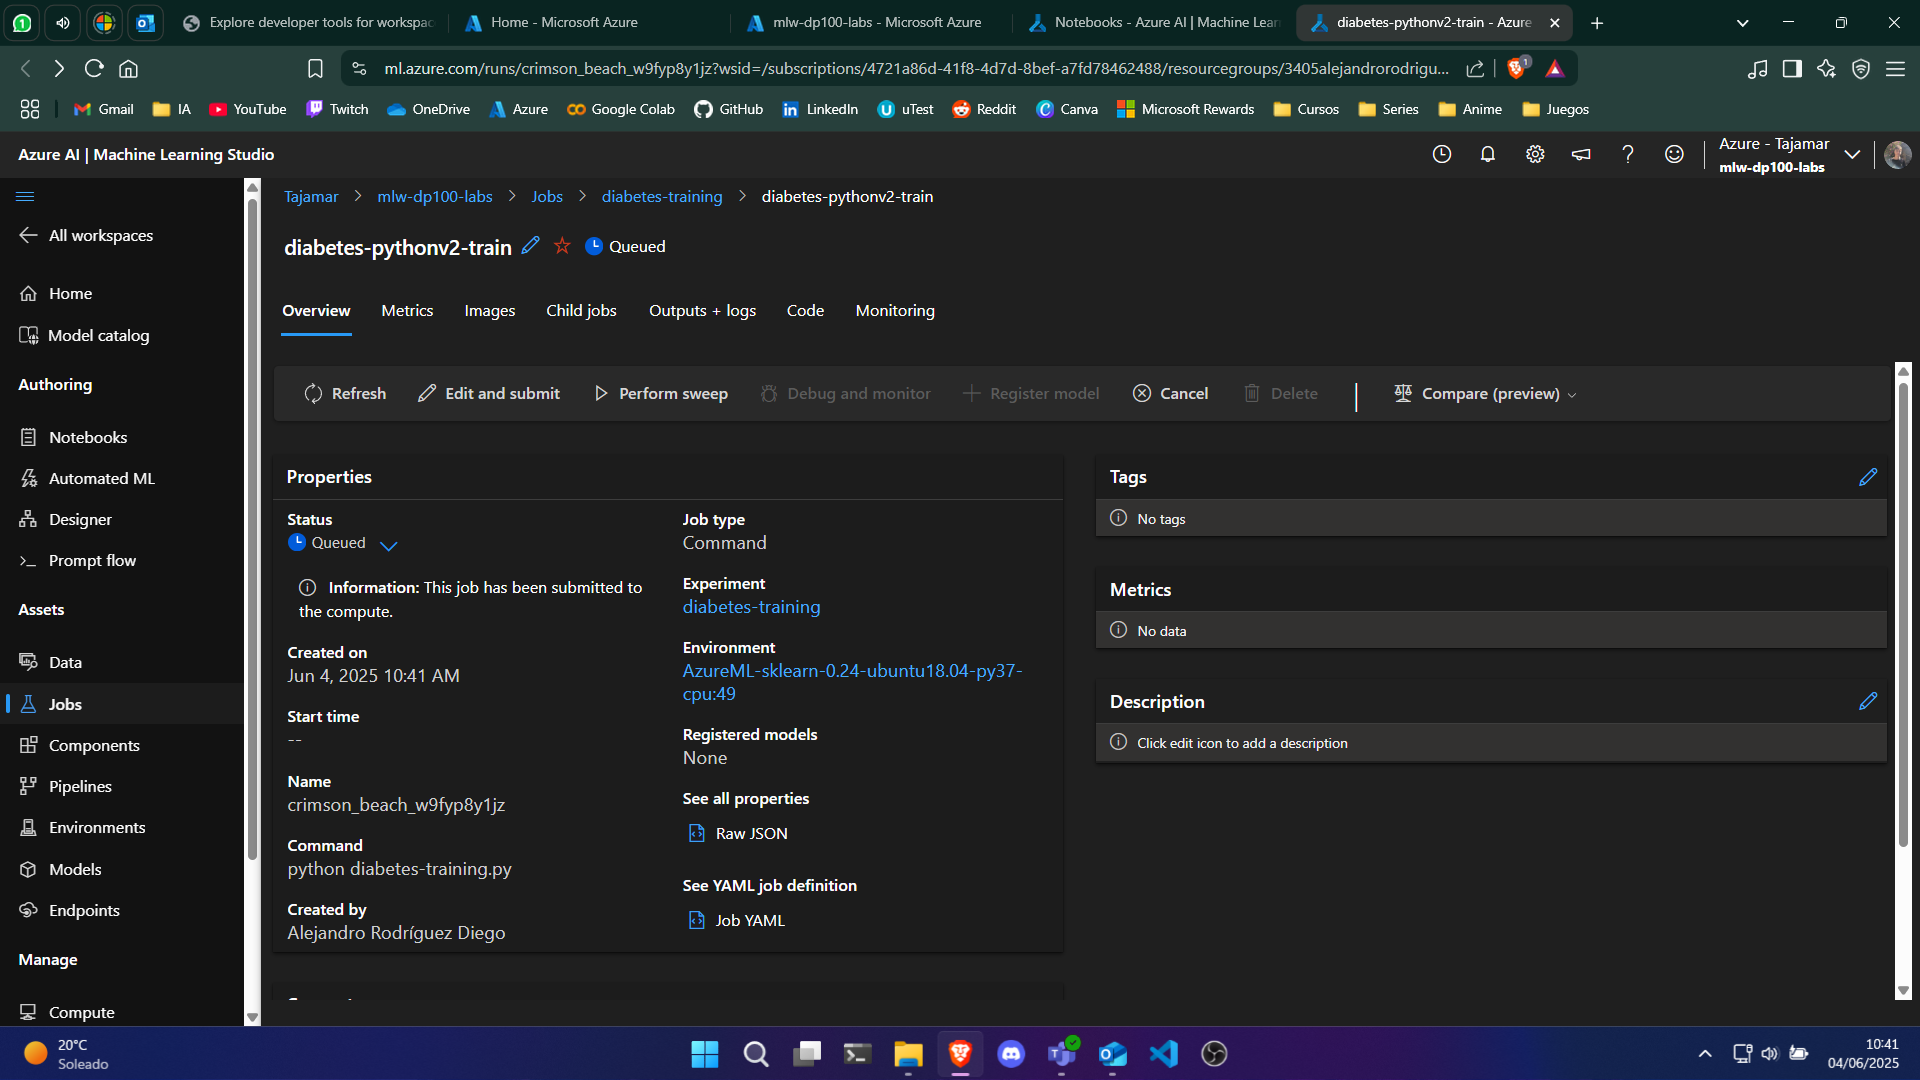 Explore developer tools for workspac
Home - Microsoft Azure
mlw-dp100-labs - Microsoft Azure
Notebooks - Azure AI | Machine Lear
diabetes-pythonv2-train - Azure
ml.azure.com/runs/crimson_beach_w9fyp8y1jz?wsid=/subscriptions/4721a86d-41f8-4d7d-8bef-a7fd78462488/resourcegroups/3405alejandrorodrigu...
1
Gmail
IA
YouTube
Twitch
OneDrive
Azure
Google Colab
GitHub
LinkedIn
uTest
Reddit
Canva
Microsoft Rewards
Cursos
Series
Anime
Juegos
Azure AI | Machine Learning Studio
Azure - Tajamar
mlw-dp100-labs
All workspaces
Home
Model catalog
Authoring
Notebooks
Automated ML
Designer
Prompt flow
Assets
Data
Jobs
Components
Pipelines
Environments
Models
Endpoints
Manage
Compute
Tajamar > mlw-dp100-labs > Jobs > diabetes-training > diabetes-pythonv2-train
diabetes-pythonv2-train
Queued
Overview
Metrics
Images
Child jobs
Outputs + logs
Code
Monitoring
Refresh
Edit and submit
Perform sweep
Debug and monitor
Register model
Cancel
Delete
Compare (preview)
Properties
Status
Queued
Information: This job has been submitted to
the compute.
Created on
Jun 4, 2025 10:41 AM
Start time
--
Name
crimson_beach_w9fyp8y1jz
Command
python diabetes-training.py
Created by
Alejandro Rodríguez Diego
Job type
Command
Experiment
diabetes-training
Environment
AzureML-sklearn-0.24-ubuntu18.04-py37-
cpu:49
Registered models
None
See all properties
Raw JSON
See YAML job definition
Job YAML
Tags
No tags
Metrics
No data
Description
Click edit icon to add a description
20°C
Soleado
10:41
04/06/2025